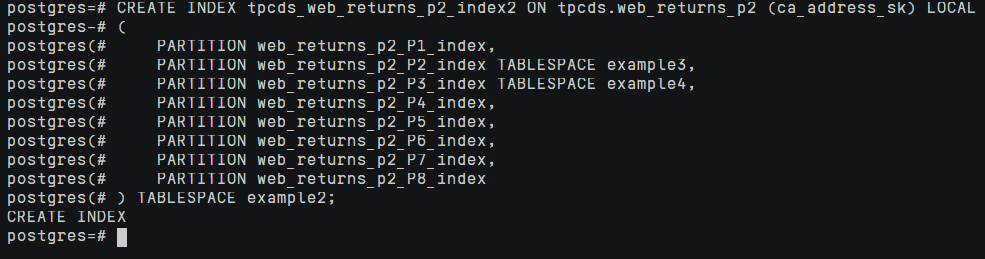 postgres=# CREATE INDEX tpcds_web_returns_p2_index2 ON tpcds.web_returns_p2 (ca_address_sk) LOCAL
postgres-# (
postgres(#     PARTITION web_returns_p2_P1_index,
postgres(#     PARTITION web_returns_p2_P2_index TABLESPACE example3,
postgres(#     PARTITION web_returns_p2_P3_index TABLESPACE example4,
postgres(#     PARTITION web_returns_p2_P4_index,
postgres(#     PARTITION web_returns_p2_P5_index,
postgres(#     PARTITION web_returns_p2_P6_index,
postgres(#     PARTITION web_returns_p2_P7_index,
postgres(#     PARTITION web_returns_p2_P8_index
postgres(# ) TABLESPACE example2;
CREATE INDEX
postgres=#